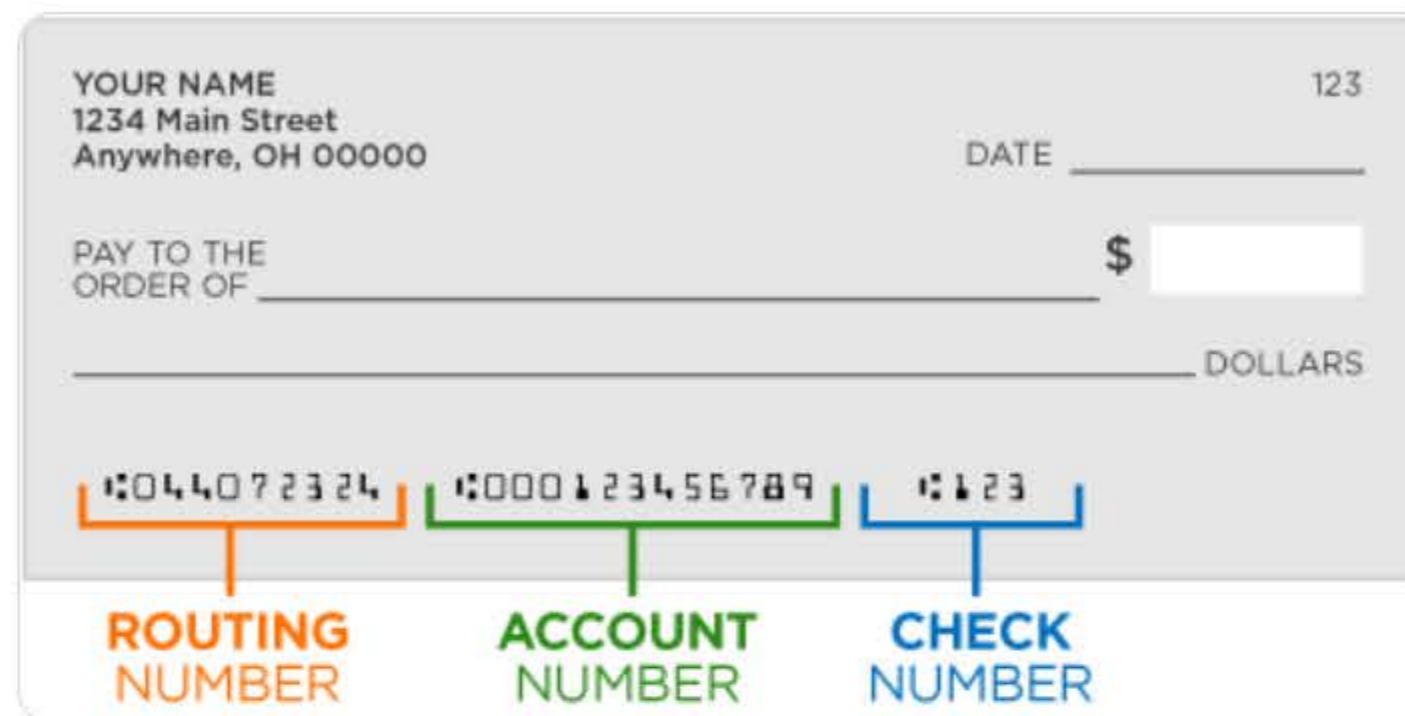 YOUR NAME
123
1234 Main Street
Anywhere, OH 00000
DATE
PAY TO THE
ORDER OF
$
DOLLARS
⑆044072324
⑆000123456789
⑆123
ROUTING
NUMBER
ACCOUNT
NUMBER
CHECK
NUMBER